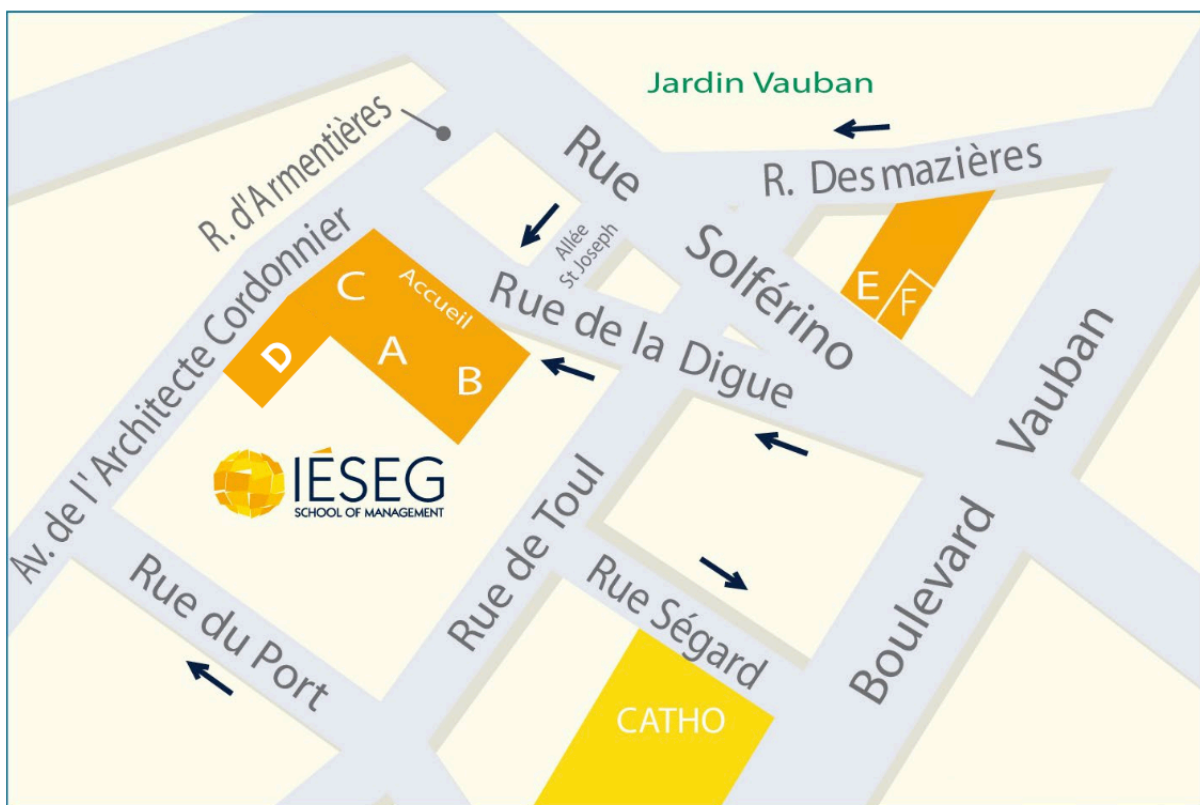 Jardin Vauban
R. Desmazières
R. d'Armentières
Rue
Solférino
Allée
St Joseph
Av. de l'Architecte Cordonnier
C
Accueil
D
A
B
E
F
Rue de la Digue
Boulevard
Vauban
IÉSEG
SCHOOL OF MANAGEMENT
Rue de Toul
Rue du Port
Rue Ségard
CATHO